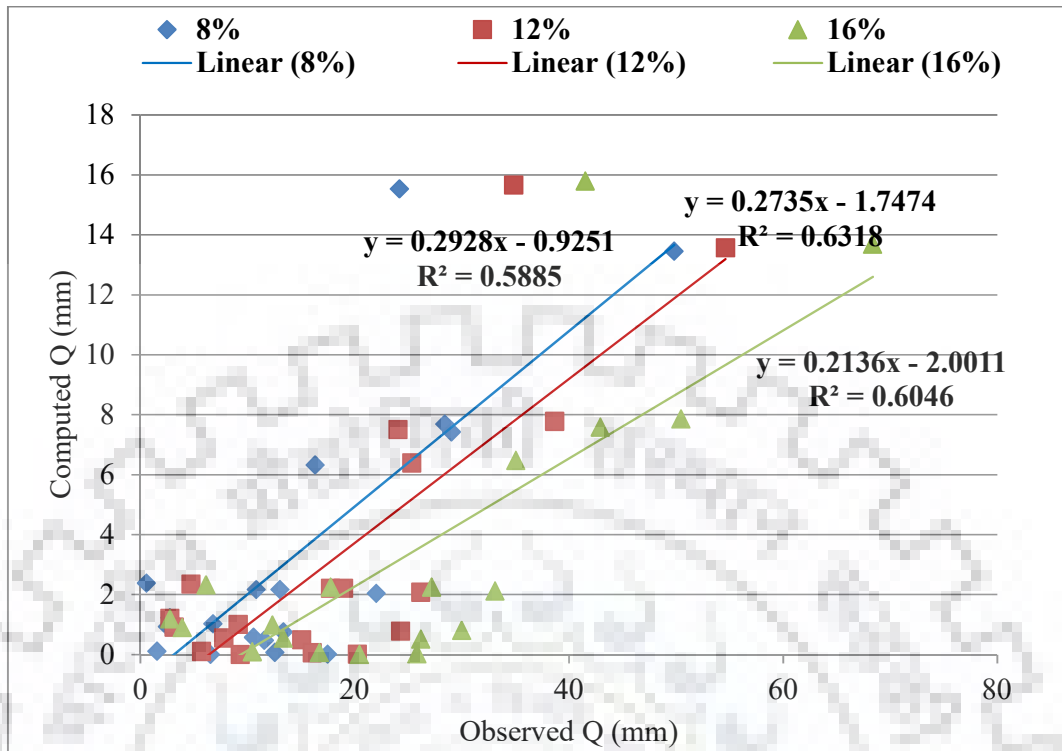 8% 12% 16%
Linear (8%) Linear (12%) Linear (16%)
18
16
14
12
10
8
6
4
2
0
Computed Q (mm)
y = 0.2735x - 1.7474
R² = 0.6318
y = 0.2928x - 0.9251
R² = 0.5885
y = 0.2136x - 2.0011
R² = 0.6046
0 20 40 60 80
Observed Q (mm)